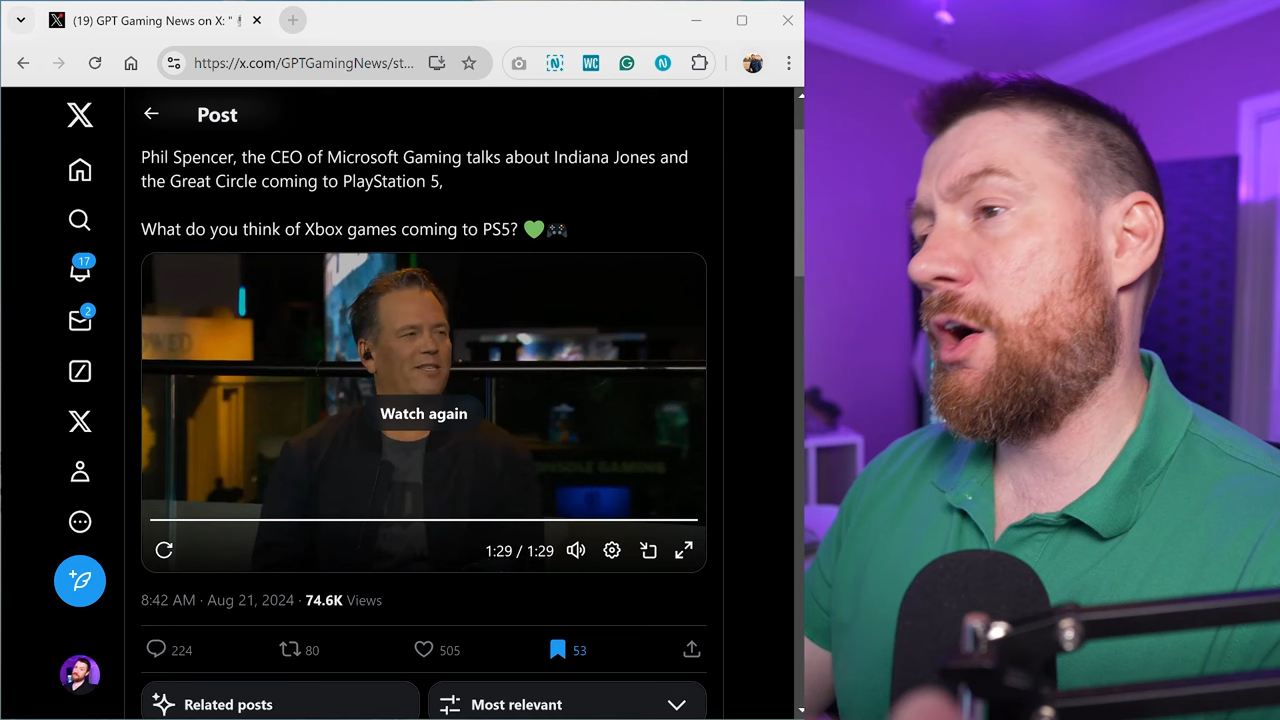 (19) GPT Gaming News on X: "
https://x.com/GPTGamingNews/st...
WC
Post
Phil Spencer, the CEO of Microsoft Gaming talks about Indiana Jones and
the Great Circle coming to PlayStation 5,
What do you think of Xbox games coming to PS5? 💚🎮
17
2
Watch again
CONSOLE GAMING
1:29 / 1:29
8:42 AM · Aug 21, 2024 · 74.6K Views
224
80
505
53
Related posts
Most relevant